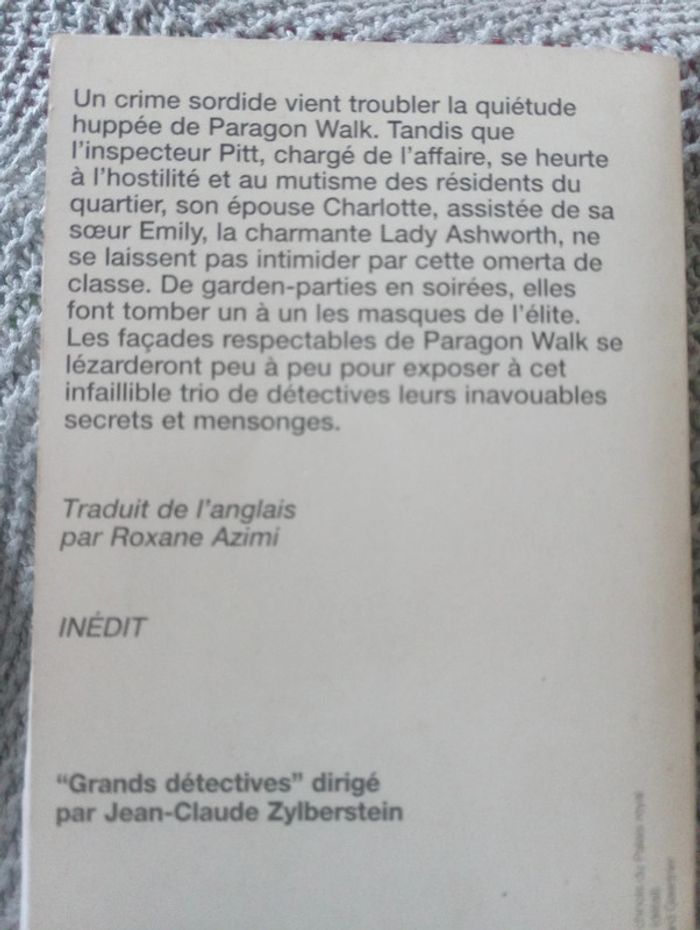 Un crime sordide vient troubler la quiétude
huppée de Paragon Walk. Tandis que
l'inspecteur Pitt, chargé de l'affaire, se heurte
à l'hostilité et au mutisme des résidents du
quartier, son épouse Charlotte, assistée de sa
sœur Emily, la charmante Lady Ashworth, ne
se laissent pas intimider par cette omerta de
classe. De garden-parties en soirées, elles
font tomber un à un les masques de l'élite.
Les façades respectables de Paragon Walk se
lézarderont peu à peu pour exposer à cet
infaillible trio de détectives leurs inavouables
secrets et mensonges.
Traduit de l'anglais
par Roxane Azimi
INÉDIT
"Grands détectives" dirigé
par Jean-Claude Zylberstein
du Palais royal